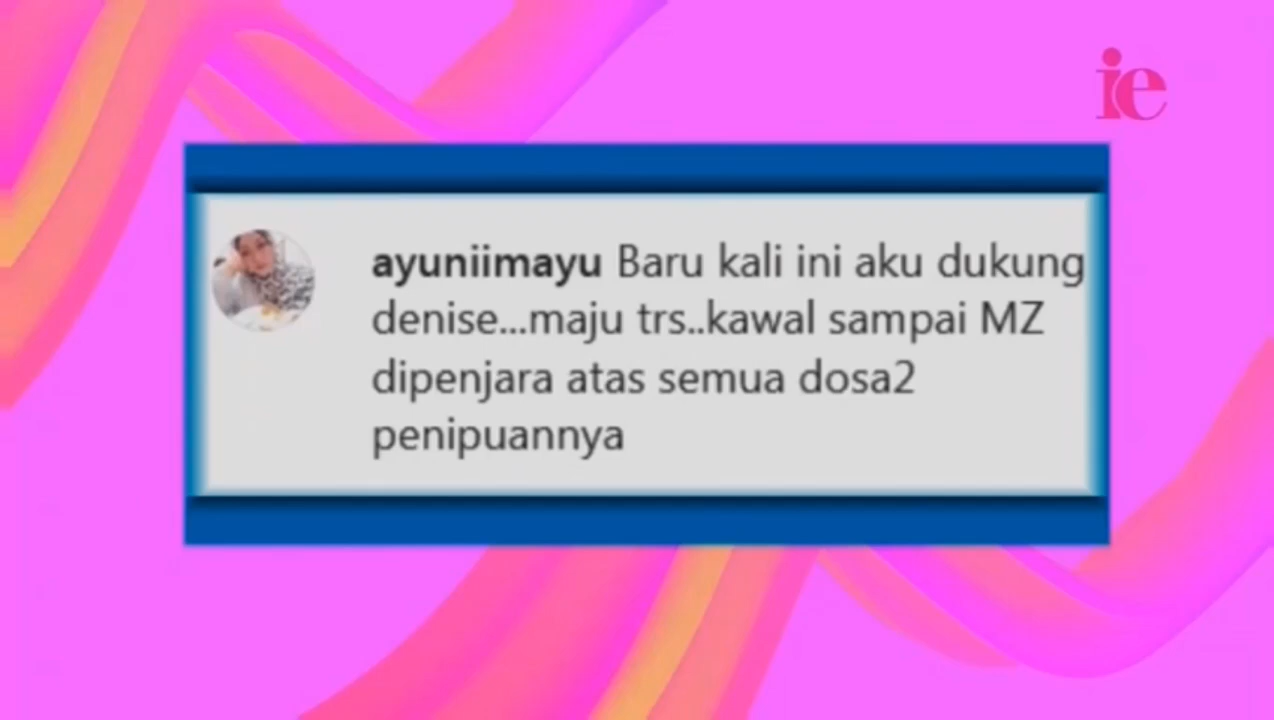 ie
ayuniimayu Baru kali ini aku dukung
denise...maju trs..kawal sampai MZ
dipenjara atas semua dosa2
penipuannya